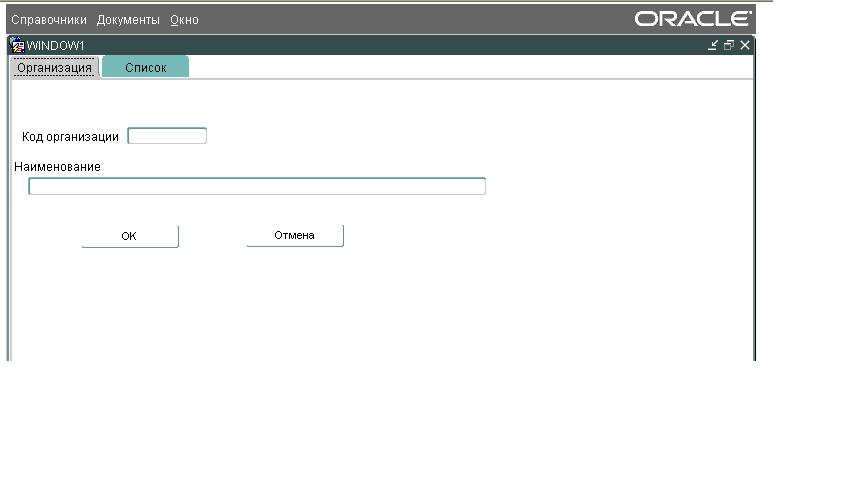 Справочники Документы Окно ORACLE
WINDOW1
Организация Список
Код организации
Наименование
OK Отмена